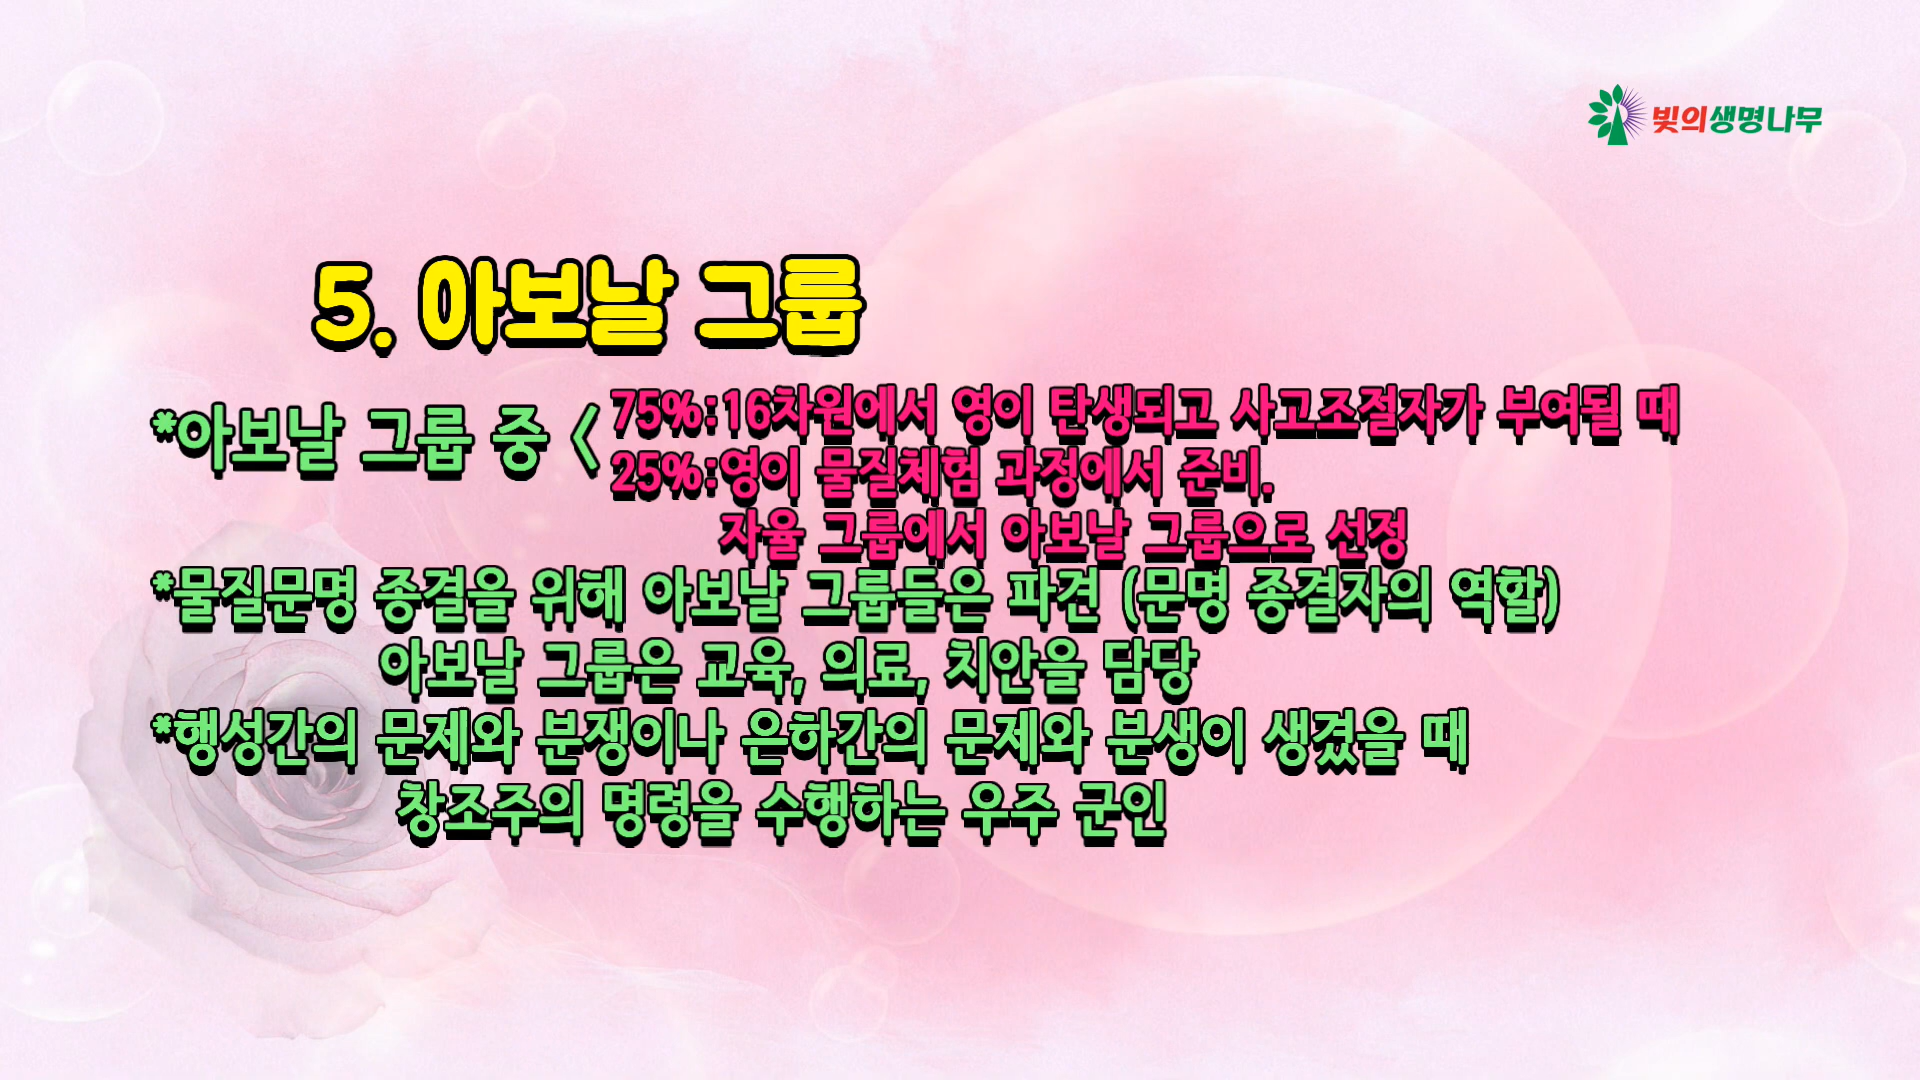 빛의생명나무
5. 아보날 그룹
*아보날 그룹 중 < 75%:16차원에서 영이 탄생되고 사고조절자가 부여될 때
25%:영이 물질체험 과정에서 준비.
자율 그룹에서 아보날 그룹으로 선정
*물질문명 종결을 위해 아보날 그룹들은 파견 (문명 종결자의 역할)
아보날 그룹은 교육, 의료, 치안을 담당
*행성간의 문제와 분쟁이나 은하간의 문제와 분생이 생겼을 때
창조주의 명령을 수행하는 우주 군인